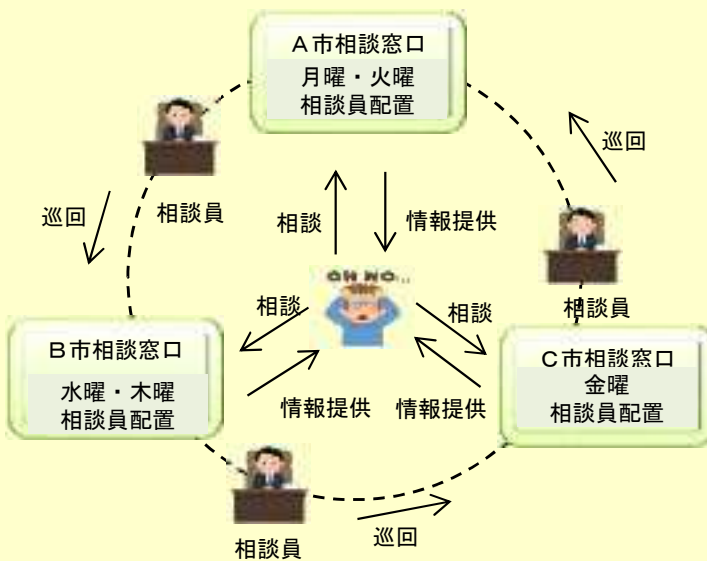 A市相談窓口
月曜・火曜
相談員配置
巡回
相談員
巡回
相談
情報提供
OH NO...
相談員
相談
相談
B市相談窓口
水曜・木曜
相談員配置
C市相談窓口
金曜
相談員配置
情報提供
情報提供
相談員
巡回